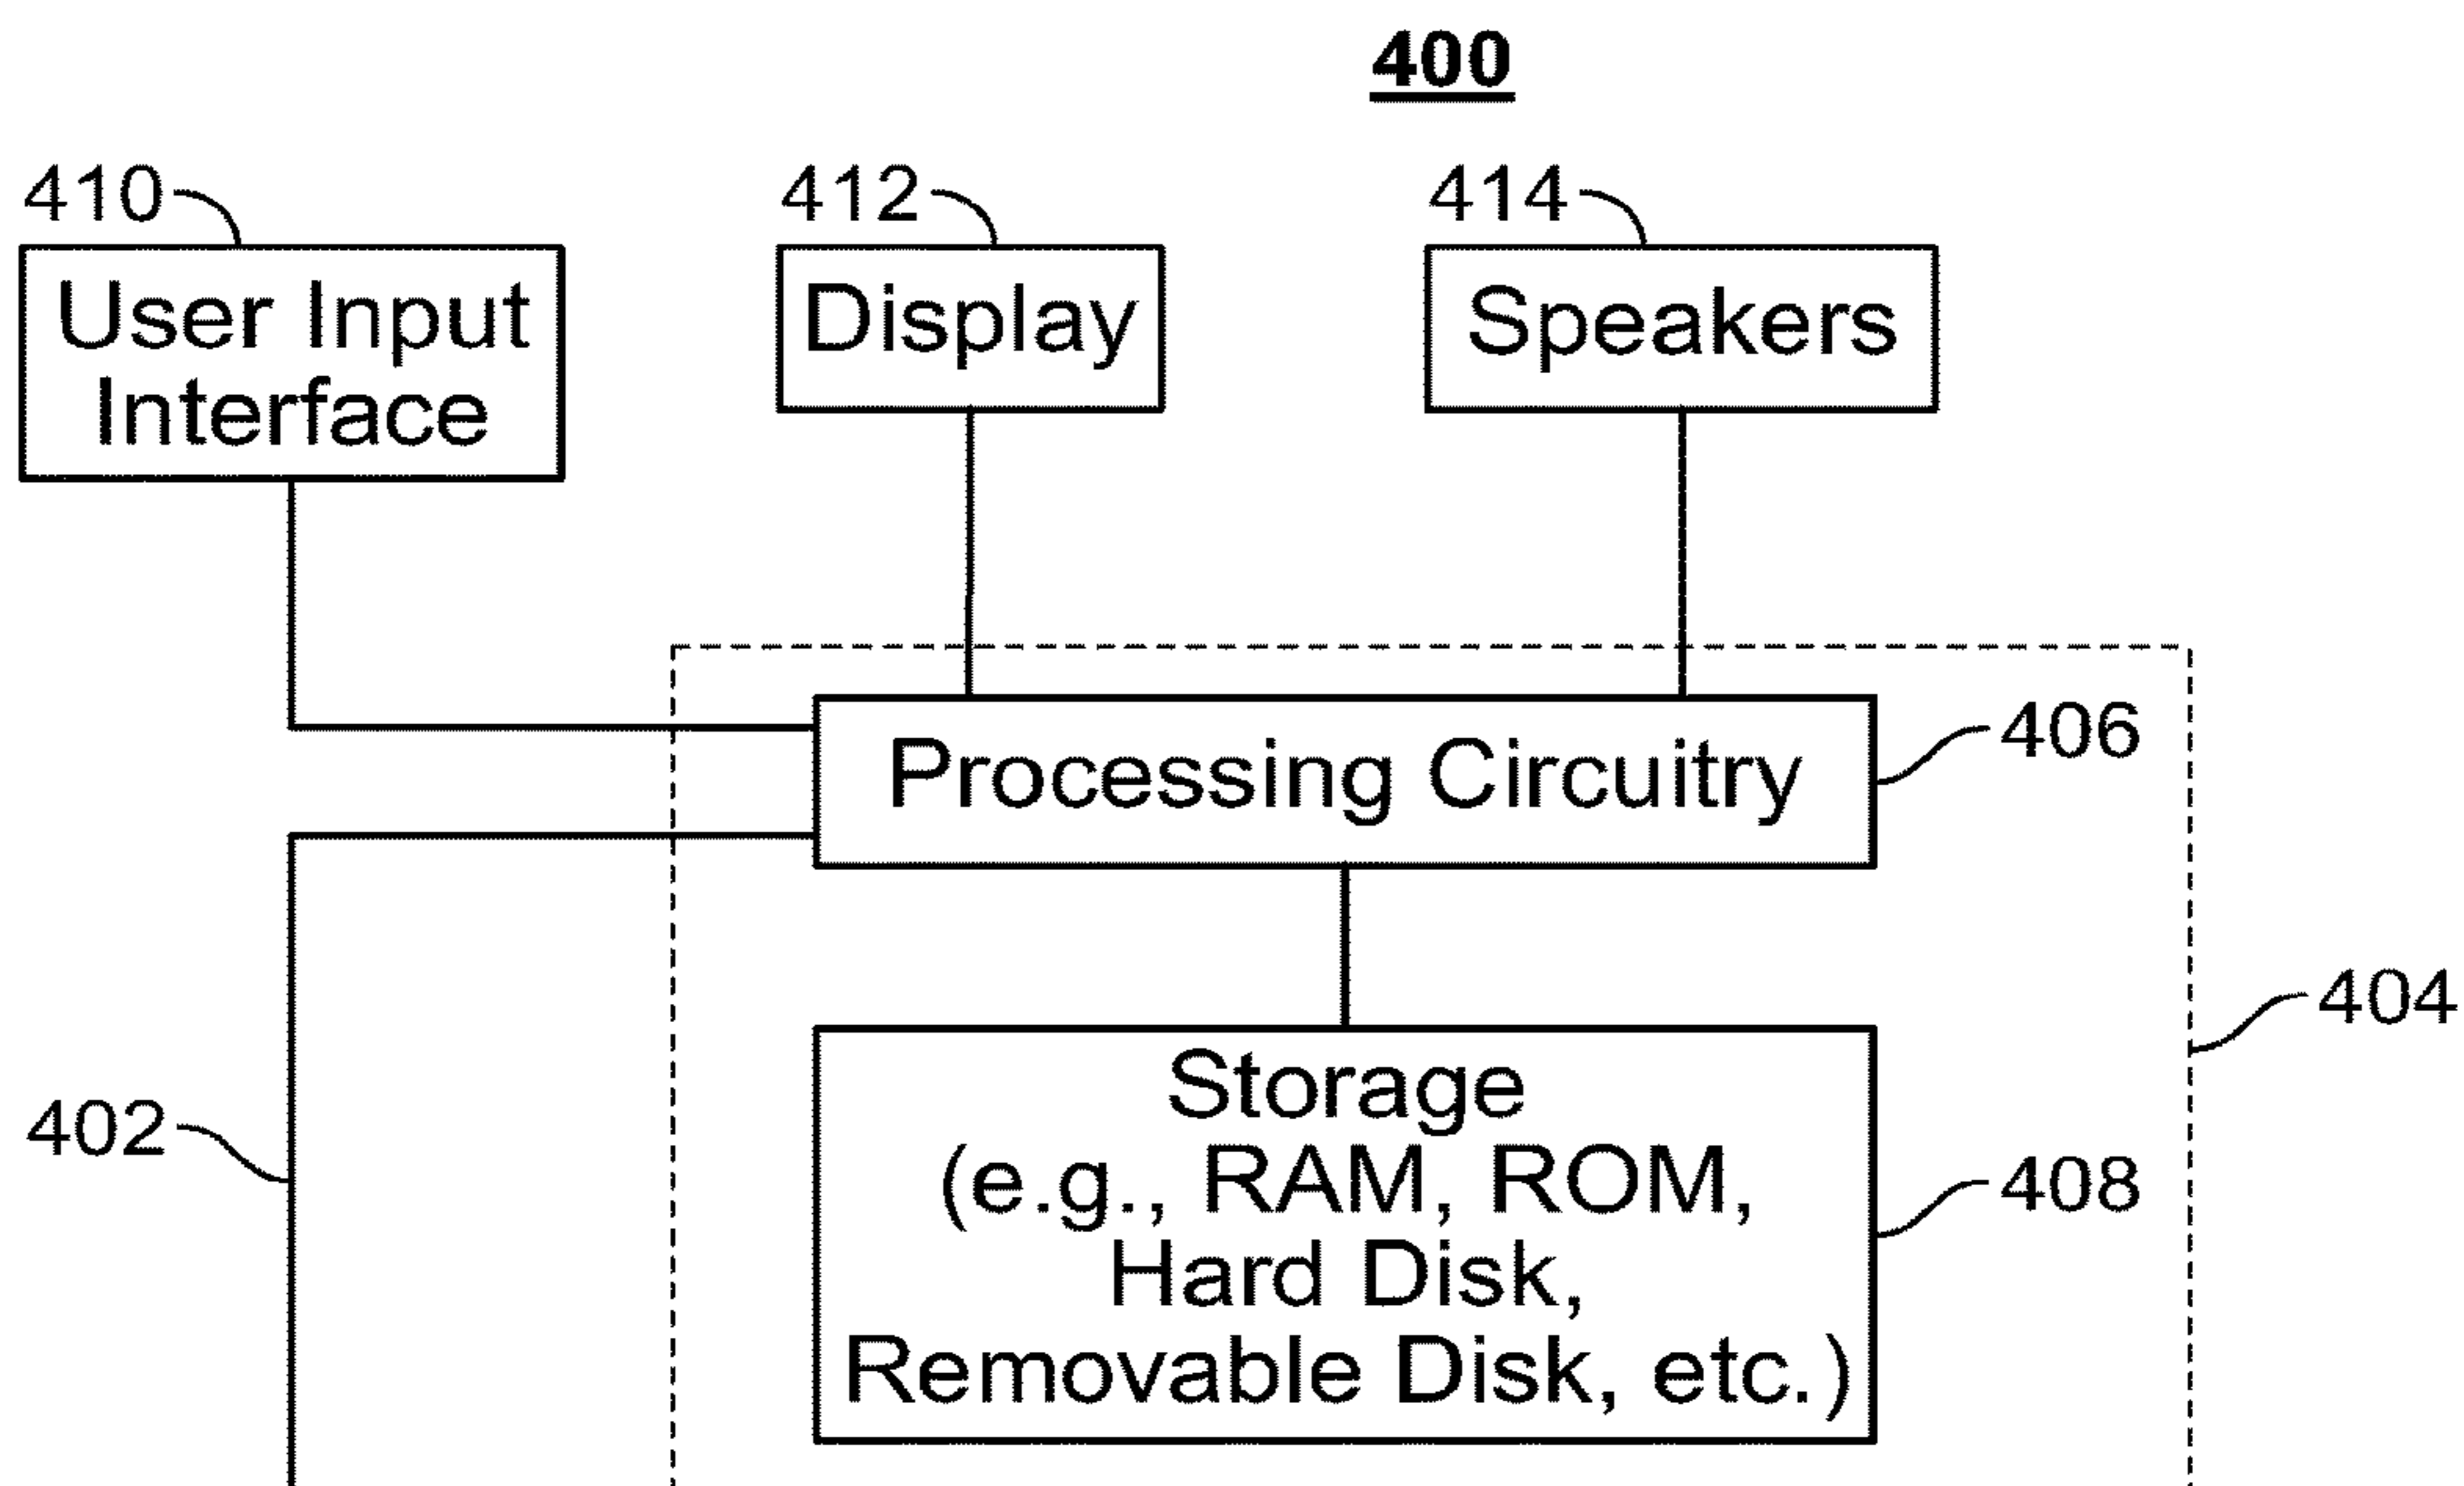 400
410
412
414
User Input
Interface
Display
Speakers
Processing Circuitry
406
404
402
Storage
(e.g., RAM, ROM,
Hard Disk,
Removable Disk, etc.)
408